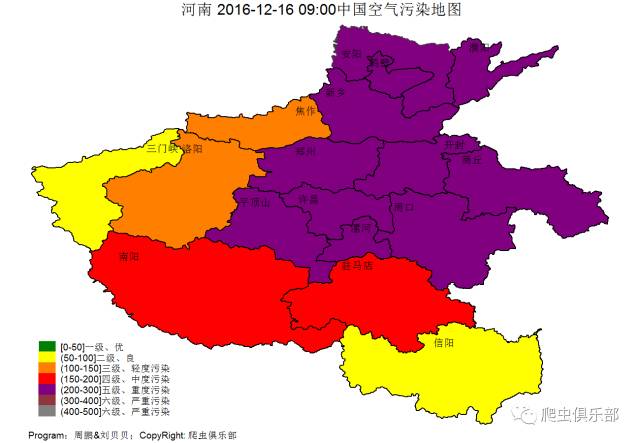 河南 2016-12-16 09:00中国空气污染地图
安阳
濮阳
鹤壁
新乡
焦作
三门峡 洛阳
郑州
开封
商丘
平顶山
许昌
周口
漯河
南阳
驻马店
信阳
[0-50]一级、优
(50-100]二级、良
(100-150]三级、轻度污染
(150-200]四级、中度污染
(200-300]五级、重度污染
(300-400]六级、严重污染
(400-500]六级、严重污染
Program：周鹏&刘贝贝；CopyRight: 爬虫俱乐部
爬虫俱乐部